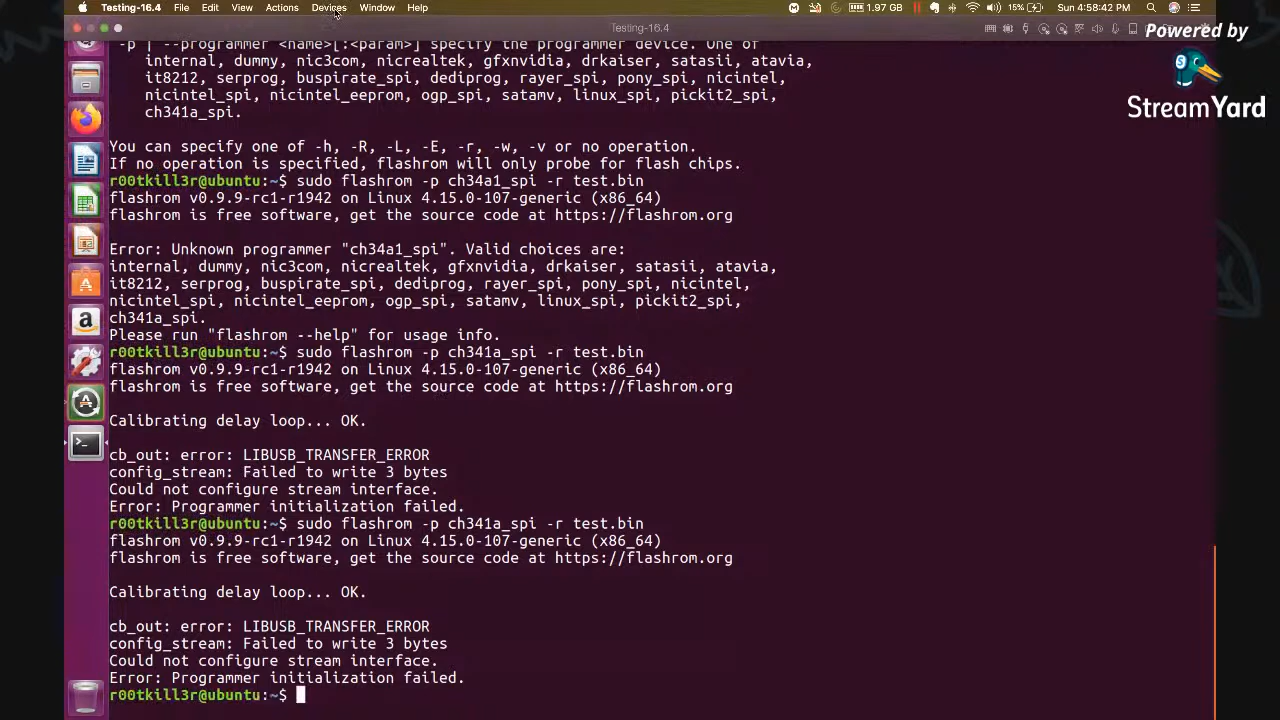 Testing-16.4 File Edit View Actions Devices Window Help 1.97 GB 15% Sun 4:58:42 PM
Testing-16.4
Powered by
StreamYard
-p | --programmer <name>[:<param>] specify the programmer device. One of
internal, dummy, nic3com, nicrealtek, gfxnvidia, drkaiser, satasii, atavia,
it8212, serprog, buspirate_spi, dediprog, rayer_spi, pony_spi, nicintel,
nicintel_spi, nicintel_eeprom, ogp_spi, satamv, linux_spi, pickit2_spi,
ch341a_spi.
You can specify one of -h, -R, -L, -E, -r, -w, -v or no operation.
If no operation is specified, flashrom will only probe for flash chips.
r00tkill3r@ubuntu:~$ sudo flashrom -p ch34a1_spi -r test.bin
flashrom v0.9.9-rc1-r1942 on Linux 4.15.0-107-generic (x86_64)
flashrom is free software, get the source code at https://flashrom.org
Error: Unknown programmer "ch34a1_spi". Valid choices are:
internal, dummy, nic3com, nicrealtek, gfxnvidia, drkaiser, satasii, atavia,
it8212, serprog, buspirate_spi, dediprog, rayer_spi, pony_spi, nicintel,
nicintel_spi, nicintel_eeprom, ogp_spi, satamv, linux_spi, pickit2_spi,
ch341a_spi.
Please run "flashrom --help" for usage info.
r00tkill3r@ubuntu:~$ sudo flashrom -p ch341a_spi -r test.bin
flashrom v0.9.9-rc1-r1942 on Linux 4.15.0-107-generic (x86_64)
flashrom is free software, get the source code at https://flashrom.org
Calibrating delay loop... OK.
cb_out: error: LIBUSB_TRANSFER_ERROR
config_stream: Failed to write 3 bytes
Could not configure stream interface.
Error: Programmer initialization failed.
r00tkill3r@ubuntu:~$ sudo flashrom -p ch341a_spi -r test.bin
flashrom v0.9.9-rc1-r1942 on Linux 4.15.0-107-generic (x86_64)
flashrom is free software, get the source code at https://flashrom.org
Calibrating delay loop... OK.
cb_out: error: LIBUSB_TRANSFER_ERROR
config_stream: Failed to write 3 bytes
Could not configure stream interface.
Error: Programmer initialization failed.
r00tkill3r@ubuntu:~$